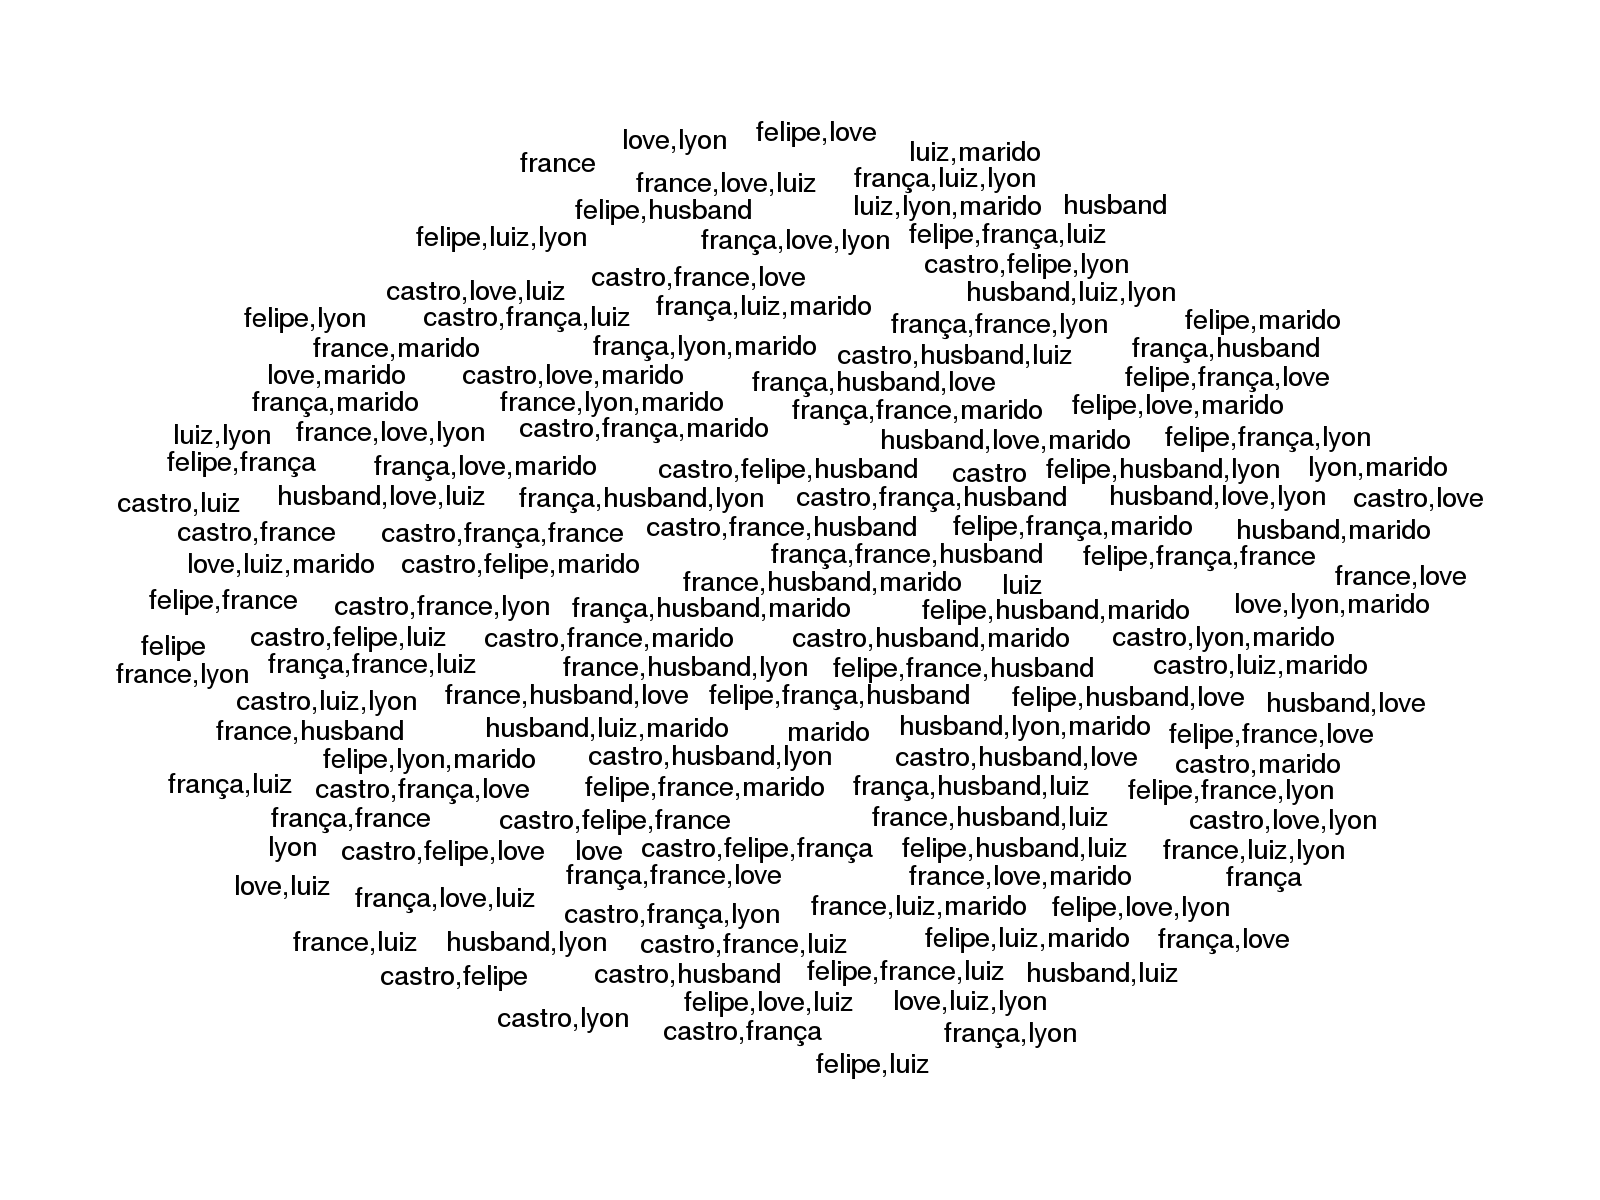 love,lyon felipe,love
france luiz,marido
france,love,luiz frança,luiz,lyon
felipe,husband luiz,lyon,marido husband
felipe,luiz,lyon frança,love,lyon felipe,frança,luiz
castro,felipe,lyon
castro,love,luiz castro,france,love husband,luiz,lyon
felipe,lyon castro,frança,luiz frança,luiz,marido frança,france,lyon felipe,marido
france,marido frança,lyon,marido castro,husband,luiz frança,husband
love,marido castro,love,marido frança,husband,love felipe,frança,love
frança,marido france,lyon,marido frança,france,marido felipe,love,marido
luiz,lyon france,love,lyon castro,frança,marido husband,love,marido felipe,frança,lyon
felipe,frança frança,love,marido castro,felipe,husband castro felipe,husband,lyon lyon,marido
castro,luiz husband,love,luiz frança,husband,lyon castro,frança,husband husband,love,lyon castro,love
castro,france castro,frança,france castro,france,husband felipe,frança,marido husband,marido
love,luiz,marido castro,felipe,marido frança,france,husband felipe,frança,france
france,husband,marido luiz france,love
felipe,france castro,france,lyon frança,husband,marido felipe,husband,marido love,lyon,marido
felipe castro,felipe,luiz castro,france,marido castro,husband,marido castro,lyon,marido
france,lyon frança,france,luiz france,husband,lyon felipe,france,husband castro,luiz,marido
castro,luiz,lyon france,husband,love felipe,frança,husband felipe,husband,love husband,love
france,husband husband,luiz,marido marido husband,lyon,marido felipe,france,love
felipe,lyon,marido castro,husband,lyon castro,husband,love castro,marido
frança,luiz castro,frança,love felipe,france,marido frança,husband,luiz felipe,france,lyon
frança,france castro,felipe,france france,husband,luiz castro,love,lyon
lyon castro,felipe,love love castro,felipe,frança felipe,husband,luiz france,luiz,lyon
love,luiz frança,france,love france,love,marido frança
frança,love,luiz castro,frança,lyon france,luiz,marido felipe,love,lyon
france,luiz husband,lyon castro,france,luiz felipe,luiz,marido frança,love
castro,felipe castro,husband felipe,france,luiz husband,luiz
felipe,love,luiz love,luiz,lyon
castro,lyon castro,frança frança,lyon
felipe,luiz